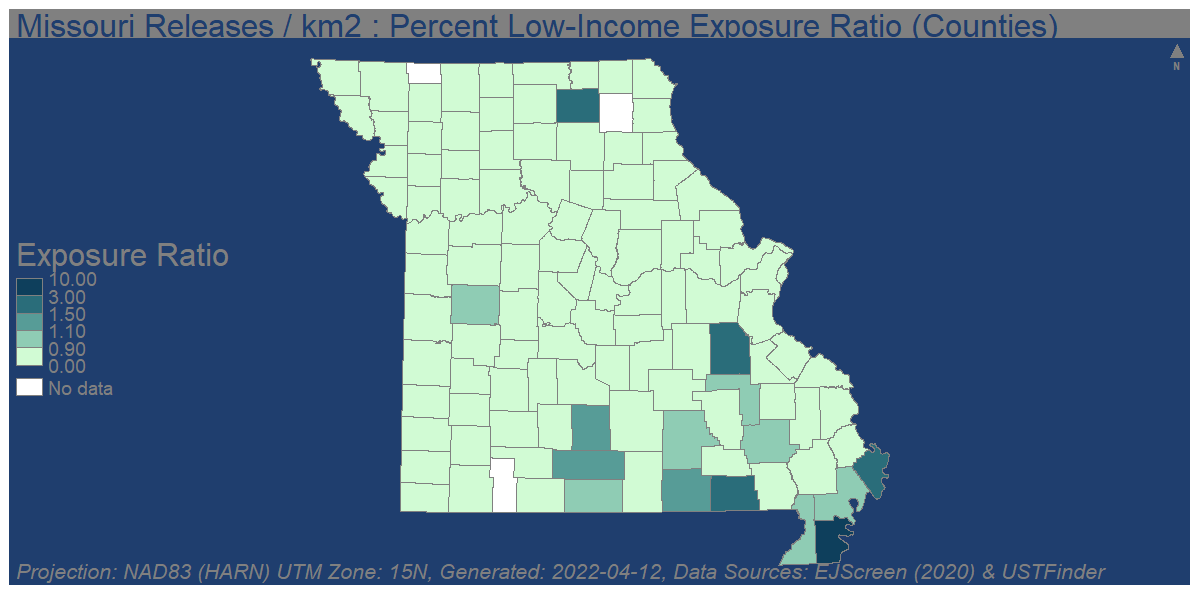 Missouri Releases / km2 : Percent Low-Income Exposure Ratio (Counties)
N
Exposure Ratio
10.00
3.00
1.50
1.10
0.90
0.00
No data
Projection: NAD83 (HARN) UTM Zone: 15N, Generated: 2022-04-12, Data Sources: EJScreen (2020) & USTFinder